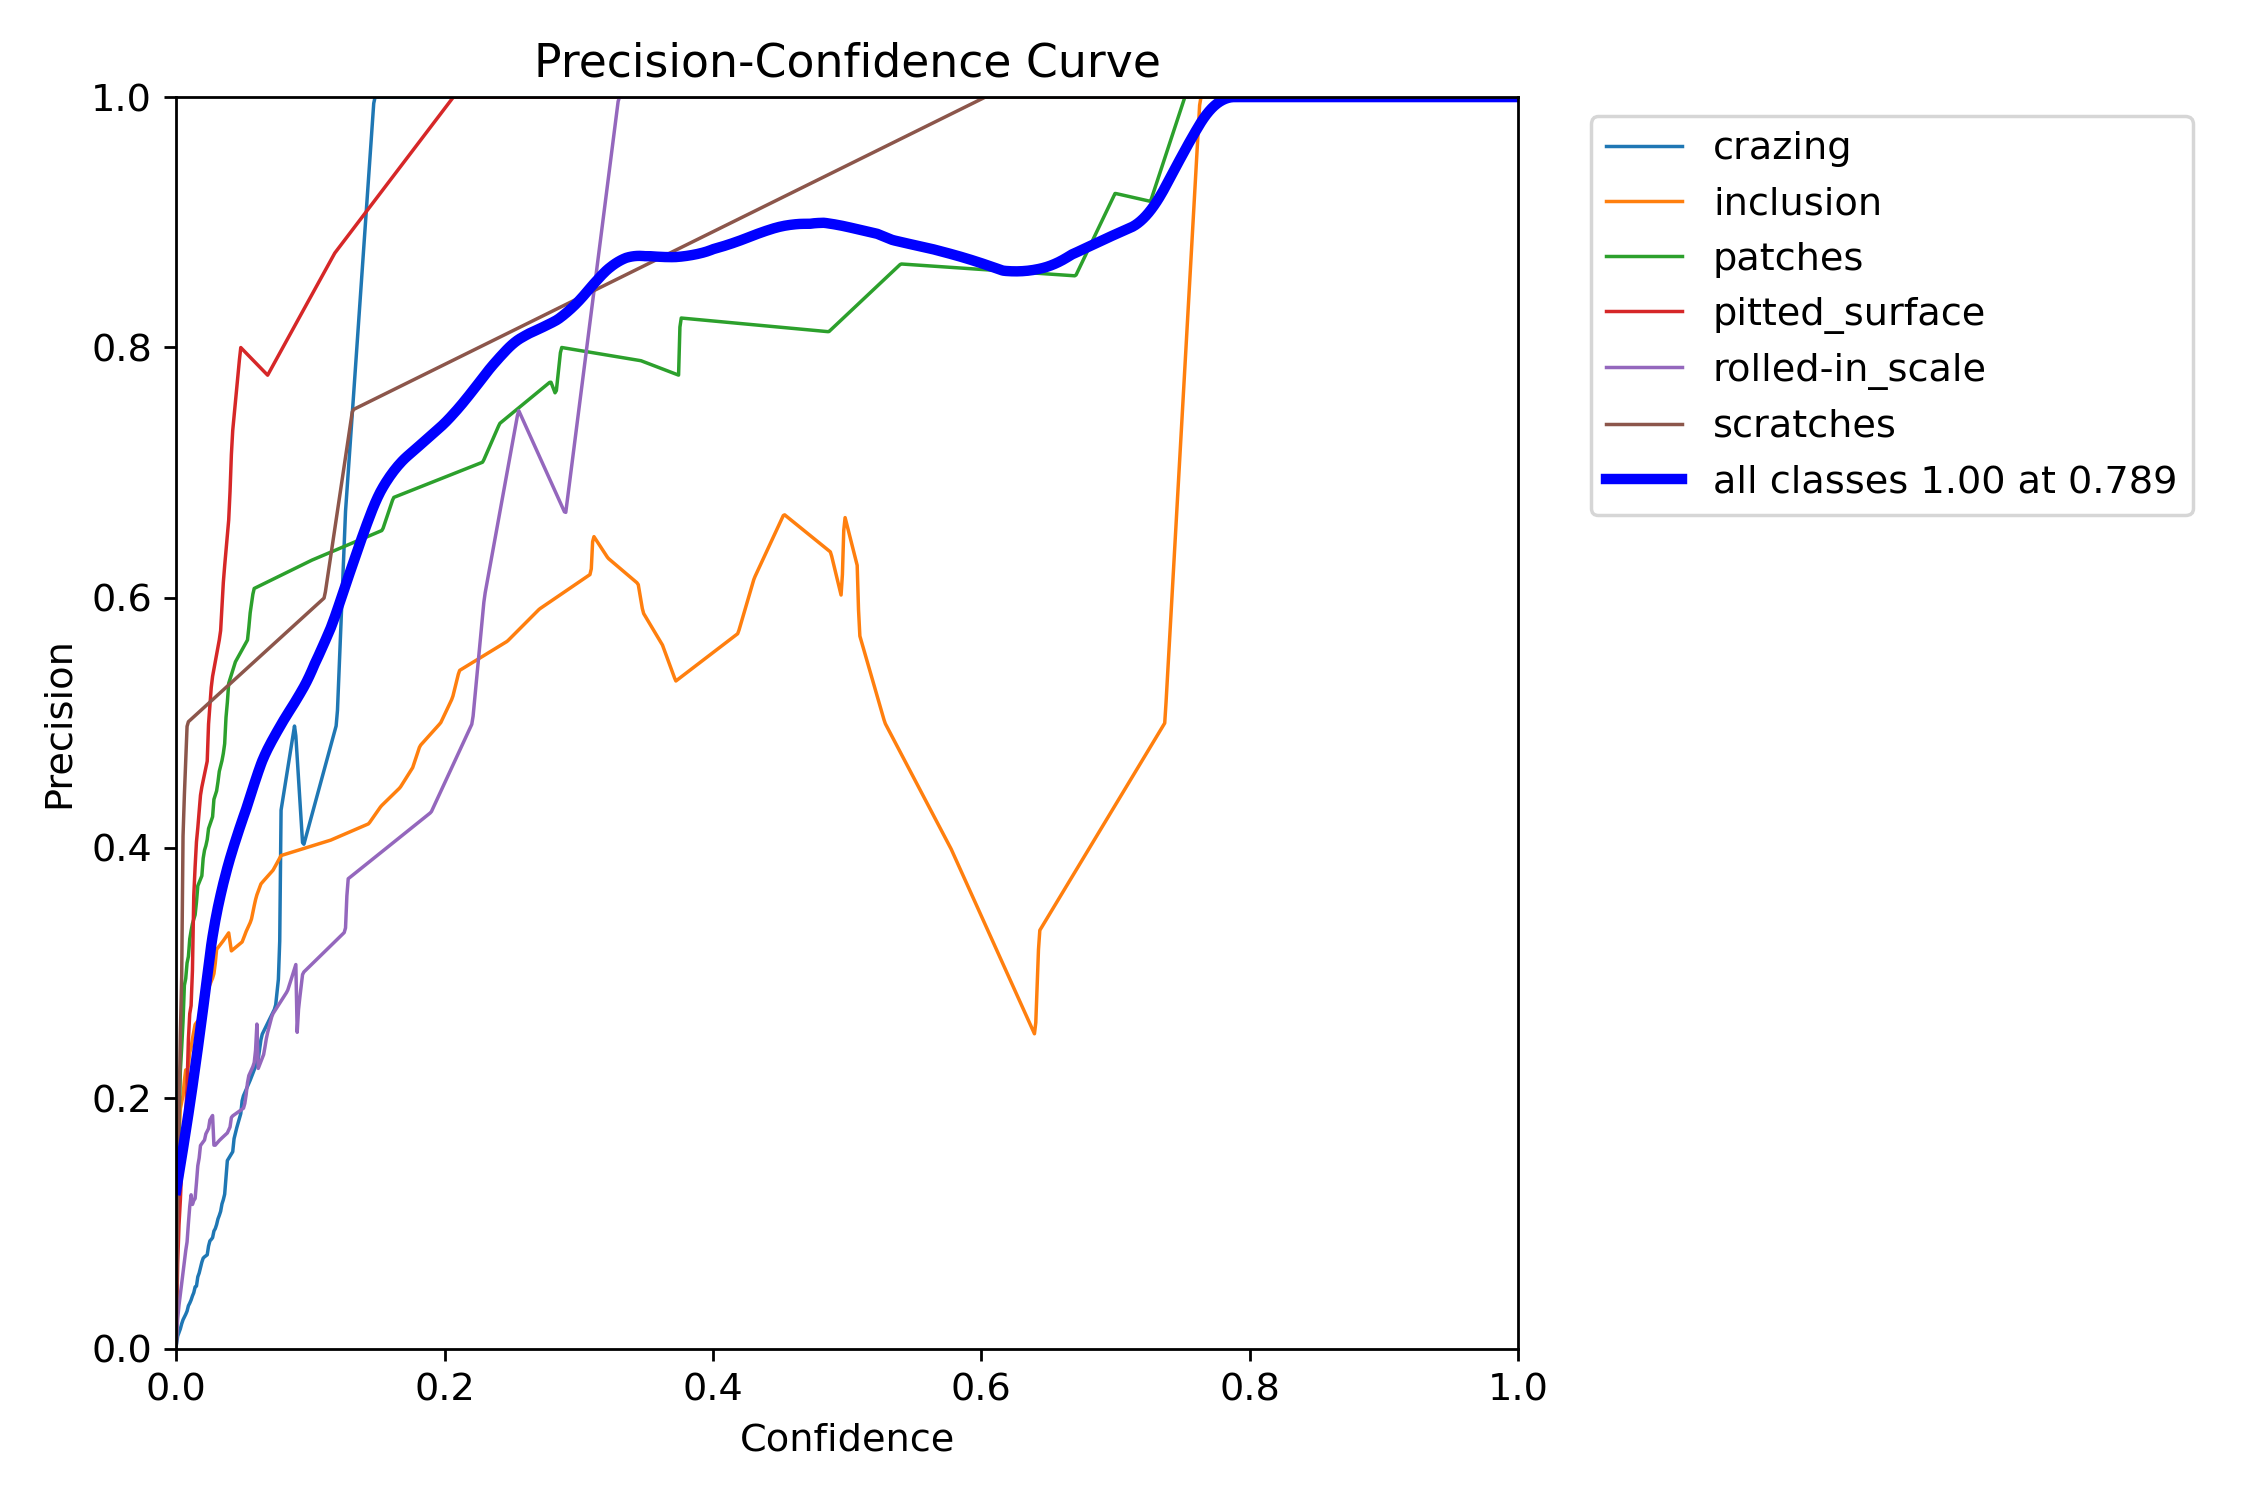 Precision-Confidence Curve
1.0
0.8
0.6
0.4
0.2
0.0
Precision
0.0 0.2 0.4 0.6 0.8 1.0
Confidence
crazing
inclusion
patches
pitted_surface
rolled-in_scale
scratches
all classes 1.00 at 0.789